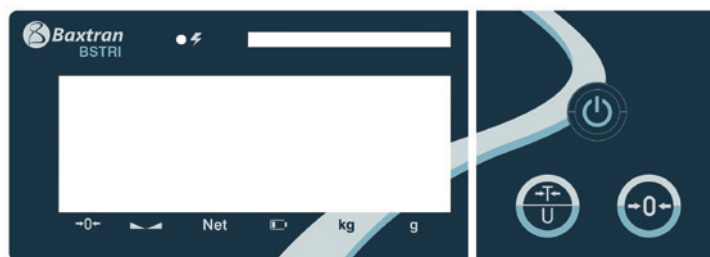 Baxtran
BSTRI
→0← Net kg g
→T←
U
→0←